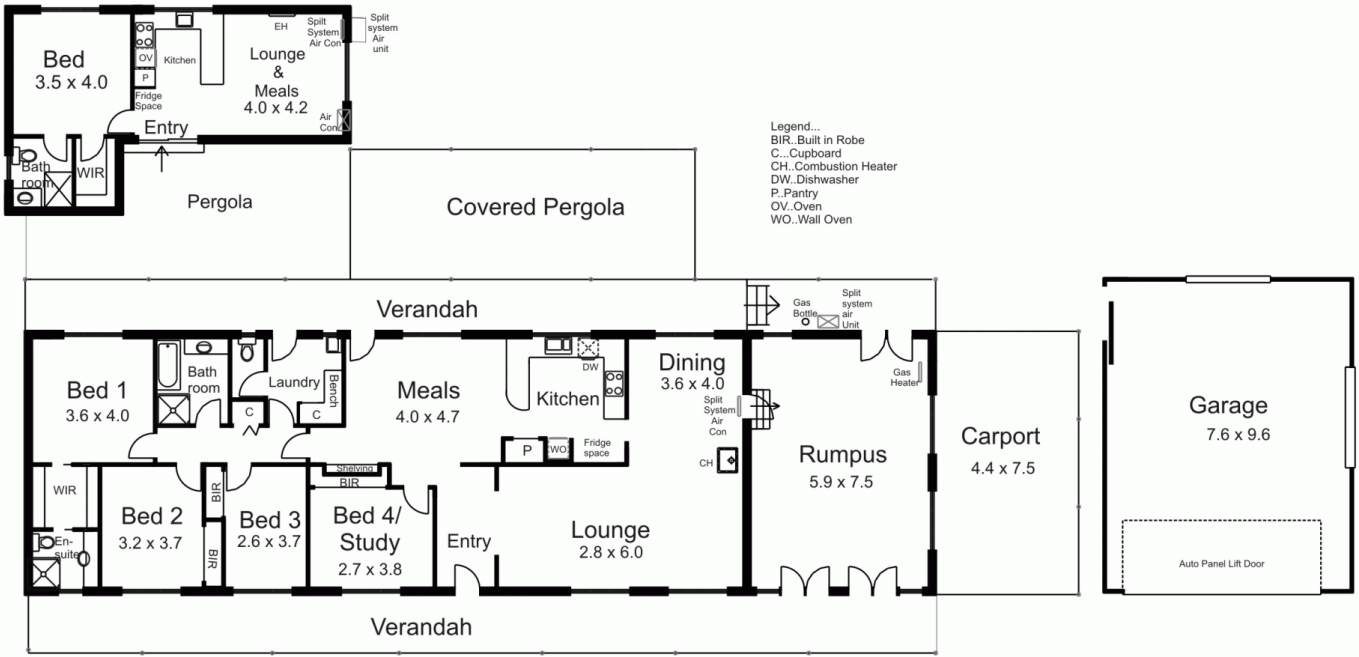 Bed
3.5 x 4.0
OV
P
Kitchen
Fridge
Space
EH
Spilt
System
Air Con
Split
system
Air
unit
Lounge
&
Meals
4.0 x 4.2
Air
Con
Entry
Bath
room
WIR
Pergola
Covered Pergola
Legend...
BIR..Built in Robe
C...Cupboard
CH..Combustion Heater
DW..Dishwasher
P..Pantry
OV..Oven
WO..Wall Oven
Verandah
Gas
Bottle
Split
system
air
Unit
Bed 1
3.6 x 4.0
Bath
room
Laundry
Bench
C
C
Meals
4.0 x 4.7
DW
Kitchen
P
WO
Fridge
space
Dining
3.6 x 4.0
Split
System
Air
Con
CH
Gas
Heater
Rumpus
5.9 x 7.5
Carport
4.4 x 7.5
Garage
7.6 x 9.6
Auto Panel Lift Door
WIR
En-
suite
Bed 2
3.2 x 3.7
BIR
BIR
Bed 3
2.6 x 3.7
Shelving
BIR
Bed 4/
Study
2.7 x 3.8
Entry
Lounge
2.8 x 6.0
Verandah